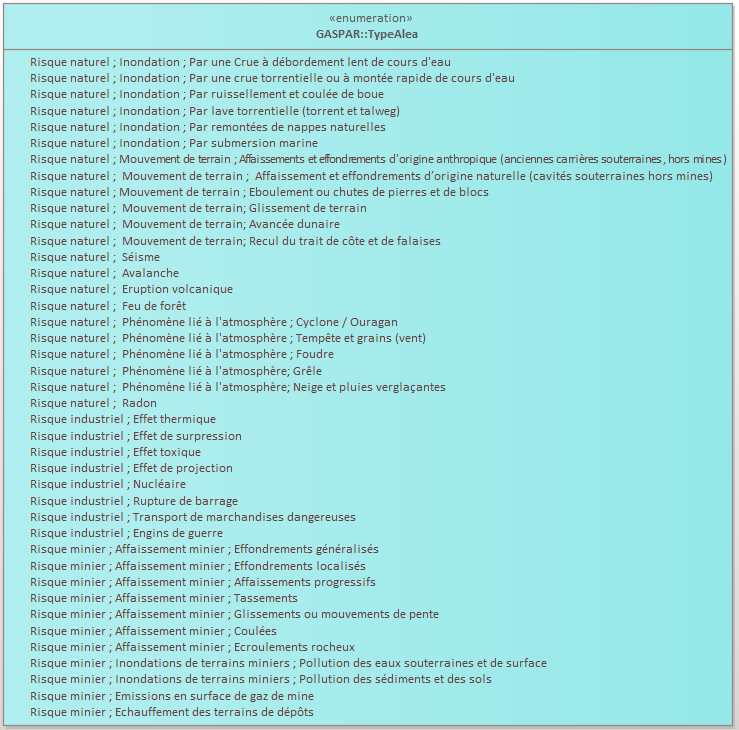 «enumeration»
GASPAR::TypeAlea
Risque naturel ; Inondation ; Par une Crue à débordement lent de cours d'eau
Risque naturel ; Inondation ; Par une crue torrentielle ou à montée rapide de cours d'eau
Risque naturel ; Inondation ; Par ruissellement et coulée de boue
Risque naturel ; Inondation ; Par lave torrentielle (torrent et talweg)
Risque naturel ; Inondation ; Par remontées de nappes naturelles
Risque naturel ; Inondation ; Par submersion marine
Risque naturel ; Mouvement de terrain ; Affaissements et effondrements d'origine anthropique (anciennes carrières souterraines, hors mines)
Risque naturel ;  Mouvement de terrain ;  Affaissement et effondrements d'origine naturelle (cavités souterraines hors mines)
Risque naturel ; Mouvement de terrain ; Eboulement ou chutes de pierres et de blocs
Risque naturel ;  Mouvement de terrain; Glissement de terrain
Risque naturel ;  Mouvement de terrain; Avancée dunaire
Risque naturel ;  Mouvement de terrain; Recul du trait de côte et de falaises
Risque naturel ;  Séisme
Risque naturel ;  Avalanche
Risque naturel ;  Eruption volcanique
Risque naturel ;  Feu de forêt
Risque naturel ;  Phénomène lié à l'atmosphère ; Cyclone / Ouragan
Risque naturel ;  Phénomène lié à l'atmosphère ; Tempête et grains (vent)
Risque naturel ;  Phénomène lié à l'atmosphère ; Foudre
Risque naturel ;  Phénomène lié à l'atmosphère; Grêle
Risque naturel ;  Phénomène lié à l'atmosphère; Neige et pluies verglaçantes
Risque naturel ;  Radon
Risque industriel ; Effet thermique
Risque industriel ; Effet de surpression
Risque industriel ; Effet toxique
Risque industriel ; Effet de projection
Risque industriel ; Nucléaire
Risque industriel ; Rupture de barrage
Risque industriel ; Transport de marchandises dangereuses
Risque industriel ; Engins de guerre
Risque minier ; Affaissement minier ; Effondrements généralisés
Risque minier ; Affaissement minier ; Effondrements localisés
Risque minier ; Affaissement minier ; Affaissements progressifs
Risque minier ; Affaissement minier ; Tassements
Risque minier ; Affaissement minier ; Glissements ou mouvements de pente
Risque minier ; Affaissement minier ; Coulées
Risque minier ; Affaissement minier ; Ecroulements rocheux
Risque minier ; Inondations de terrains miniers ; Pollution des eaux souterraines et de surface
Risque minier ; Inondations de terrains miniers ; Pollution des sédiments et des sols
Risque minier ; Emissions en surface de gaz de mine
Risque minier ; Echauffement des terrains de dépôts